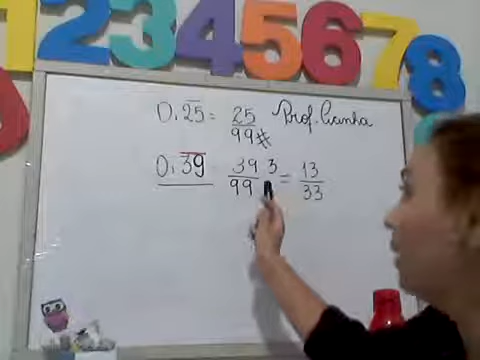 1 2 3 4 5 6 7 8
0,25 = 25/99 # Prof. Cianha
0,39 39/99 3 = 13/33